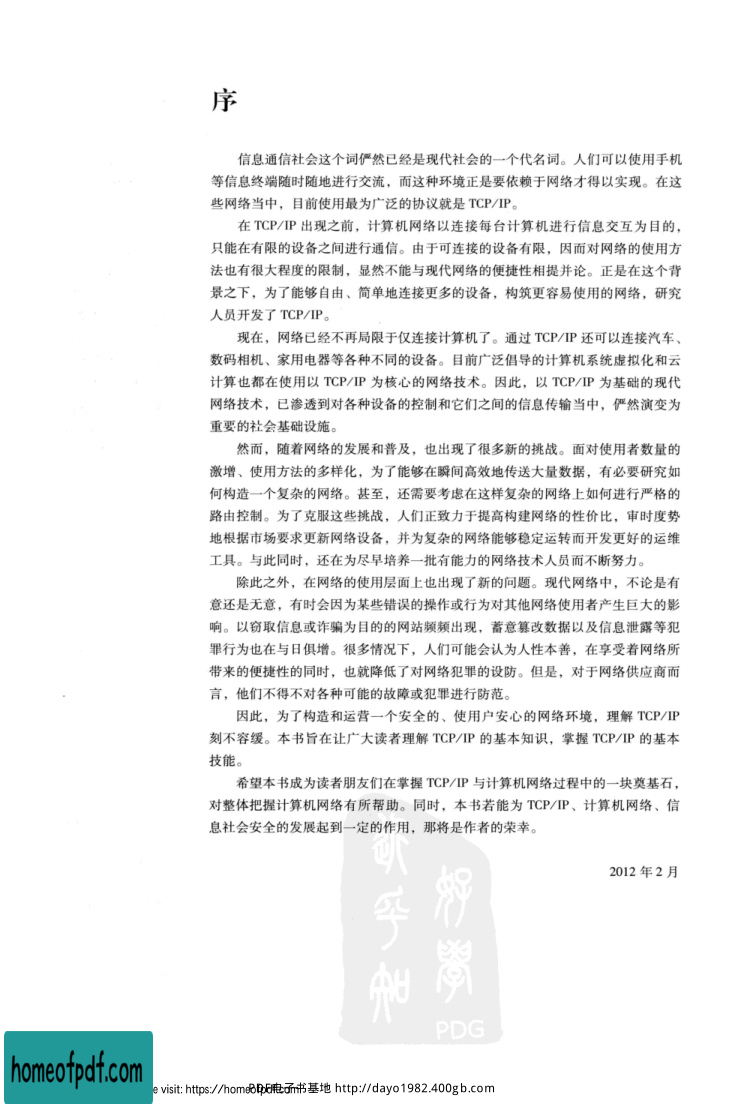 序
信息通信社会这个词俨然已经是现代社会的一个代名词。人们可以使用手机
等信息终端随时随地进行交流，而这种环境正是要依赖于网络才得以实现。在这
些网络当中，目前使用最为广泛的协议就是 TCP/IP。
在 TCP/IP 出现之前，计算机网络以连接每台计算机进行信息交互为目的，
只能在有限的设备之间进行通信。由于可连接的设备有限，因而对网络的使用方
法也有很大程度的限制，显然不能与现代网络的便捷性相提并论。正是在这个背
景之下，为了能够自由、简单地连接更多的设备，构筑更容易使用的网络，研究
人员开发了 TCP/IP。
现在，网络已经不再局限于仅连接计算机了。通过 TCP/IP 还可以连接汽车、
数码相机、家用电器等各种不同的设备。目前广泛倡导的计算机系统虚拟化和云
计算也都在使用以 TCP/IP 为核心的网络技术。因此，以 TCP/IP 为基础的现代
网络技术，已渗透到对各种设备的控制和它们之间的信息传输当中，俨然演变为
重要的社会基础设施。
然而，随着网络的发展和普及，也出现了很多新的挑战。面对使用者数量的
激增、使用方法的多样化，为了能够在瞬间高效地传送大量数据，有必要研究如
何构造一个复杂的网络。甚至，还需要考虑在这样复杂的网络上如何进行严格的
路由控制。为了克服这些挑战，人们正致力于提高构建网络的性价比，审时度势
地根据市场要求更新网络设备，并为复杂的网络能够稳定运转而开发更好的运维
工具。与此同时，还在为尽早培养一批有能力的网络技术人员而不断努力。
除此之外，在网络的使用层面上也出现了新的问题。现代网络中，不论是有
意还是无意，有时会因为某些错误的操作或行为对其他网络使用者产生巨大的影
响。以窃取信息或诈骗为目的的网站频频出现，蓄意篡改数据以及信息泄露等犯
罪行为也在与日俱增。很多情况下，人们可能会认为人性本善，在享受着网络所
带来的便捷性的同时，也就降低了对网络犯罪的设防。但是，对于网络供应商而
言，他们不得不对各种可能的故障或犯罪进行防范。
因此，为了构造和运营一个安全的、使用户安心的网络环境，理解 TCP/IP
刻不容缓。本书旨在让广大读者理解 TCP/IP 的基本知识，掌握 TCP/IP 的基本
技能。
希望本书成为读者朋友们在掌握 TCP/IP 与计算机网络过程中的一块奠基石，
对整体把握计算机网络有所帮助。同时，本书若能为 TCP/IP、计算机网络、信
息社会安全的发展起到一定的作用，那将是作者的荣幸。
2012 年 2 月
好學
PDG
homeofpdf.com
e visit: https://homeofpdf.com
PDF电子书基地 http://dayo1982.400gb.com